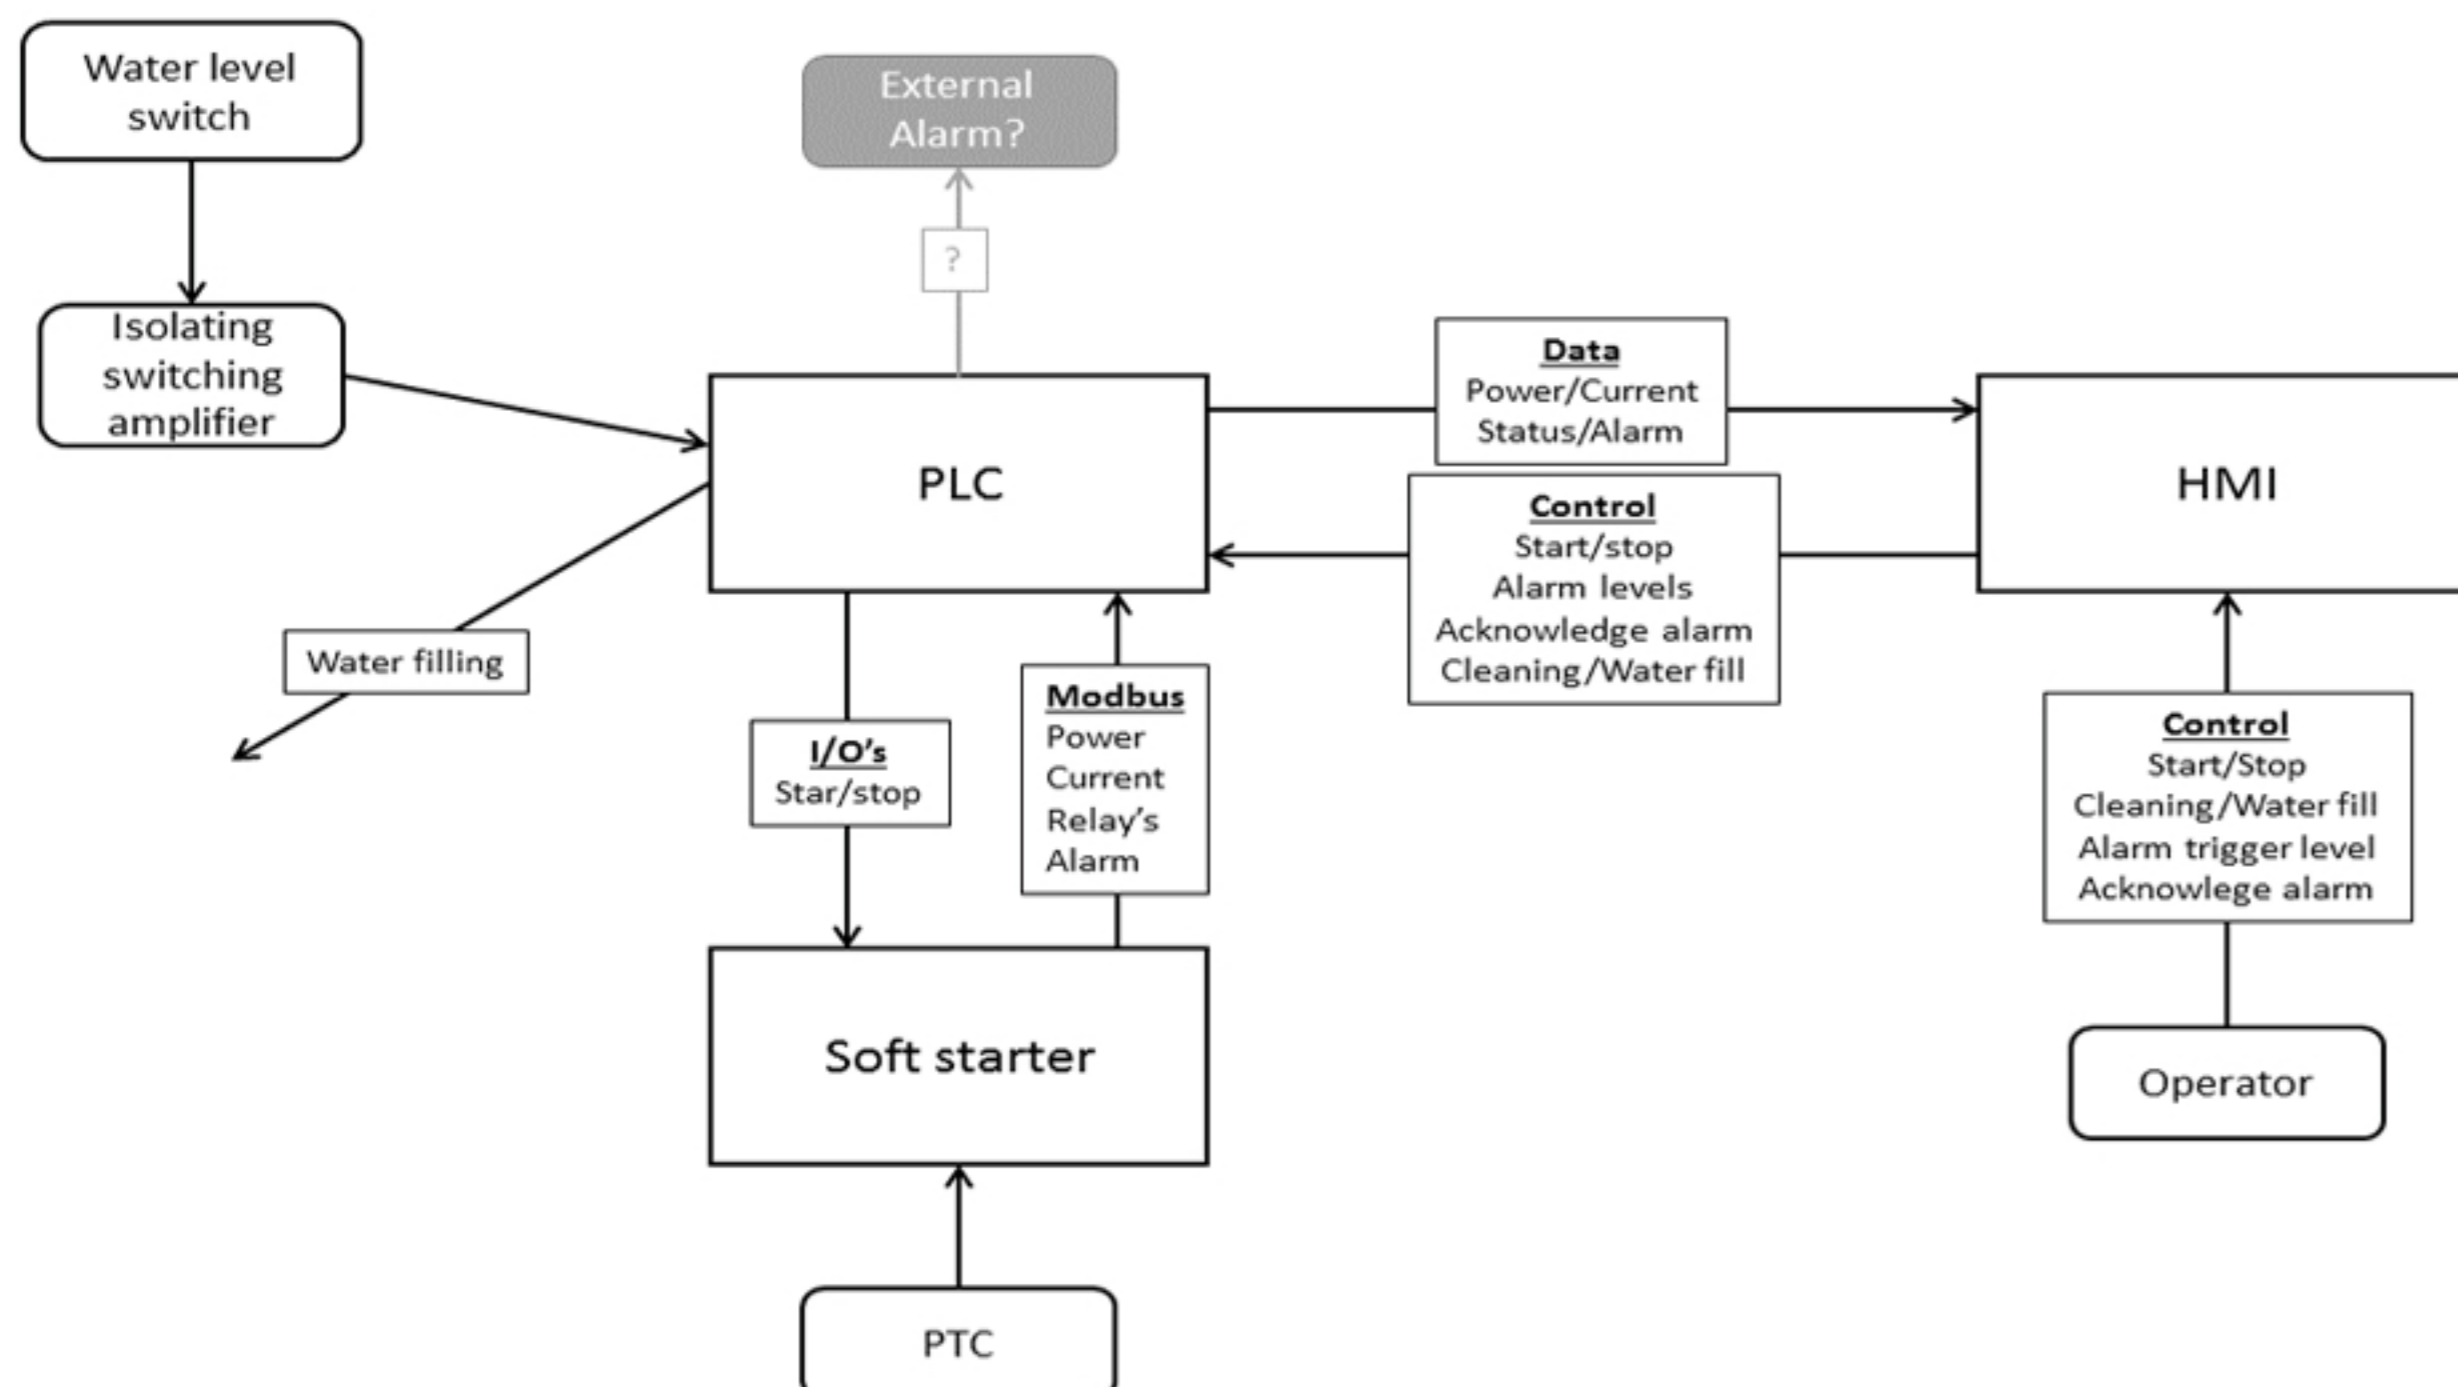 Water level
switch
External
Alarm?
?
Isolating
switching
amplifier
Data
Power/Current
Status/Alarm
PLC
HMI
Control
Start/stop
Alarm levels
Acknowledge alarm
Cleaning/Water fill
Water filling
I/O’s
Star/stop
Modbus
Power
Current
Relay’s
Alarm
Control
Start/Stop
Cleaning/Water fill
Alarm trigger level
Acknowlege alarm
Soft starter
Operator
PTC